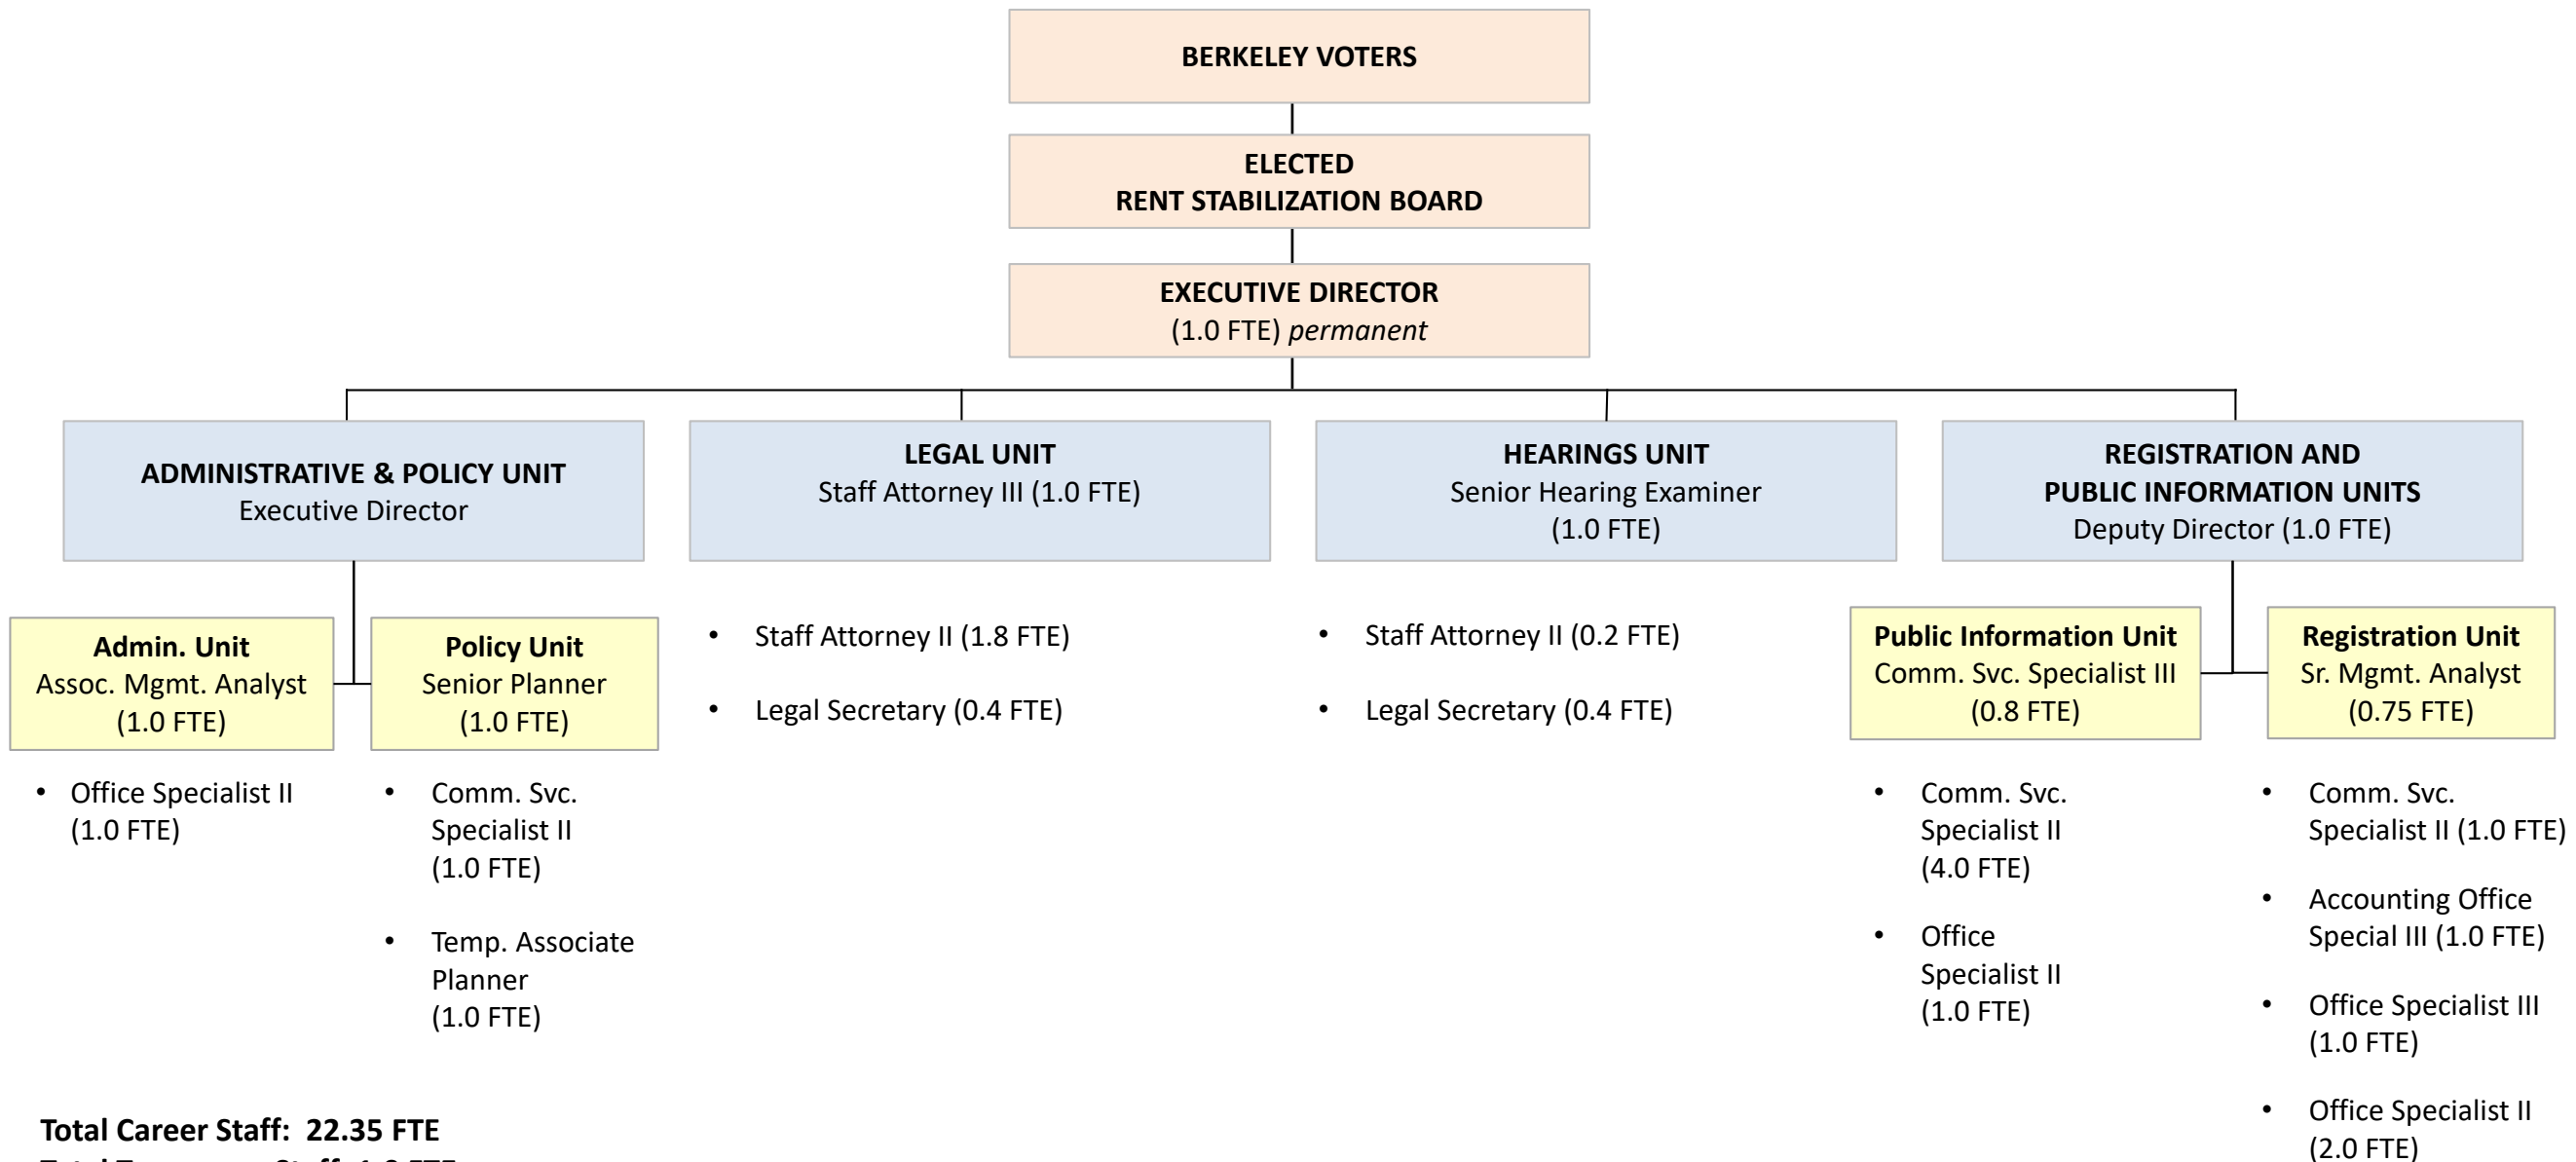 BERKELEY VOTERS
ELECTED
RENT STABILIZATION BOARD
EXECUTIVE DIRECTOR
(1.0 FTE) permanent
ADMINISTRATIVE & POLICY UNIT
Executive Director
LEGAL UNIT
Staff Attorney III (1.0 FTE)
HEARINGS UNIT
Senior Hearing Examiner
(1.0 FTE)
REGISTRATION AND
PUBLIC INFORMATION UNITS
Deputy Director (1.0 FTE)
Admin. Unit
Assoc. Mgmt. Analyst
(1.0 FTE)
• Office Specialist II
(1.0 FTE)
Policy Unit
Senior Planner
(1.0 FTE)
• Comm. Svc.
Specialist II
(1.0 FTE)
• Temp. Associate
Planner
(1.0 FTE)
• Staff Attorney II (1.8 FTE)
• Legal Secretary (0.4 FTE)
• Staff Attorney II (0.2 FTE)
• Legal Secretary (0.4 FTE)
Public Information Unit
Comm. Svc. Specialist III
(0.8 FTE)
• Comm. Svc.
Specialist II
(4.0 FTE)
• Office
Specialist II
(1.0 FTE)
Registration Unit
Sr. Mgmt. Analyst
(0.75 FTE)
• Comm. Svc.
Specialist II (1.0 FTE)
• Accounting Office
Special III (1.0 FTE)
• Office Specialist III
(1.0 FTE)
• Office Specialist II
(2.0 FTE)
Total Career Staff: 22.35 FTE